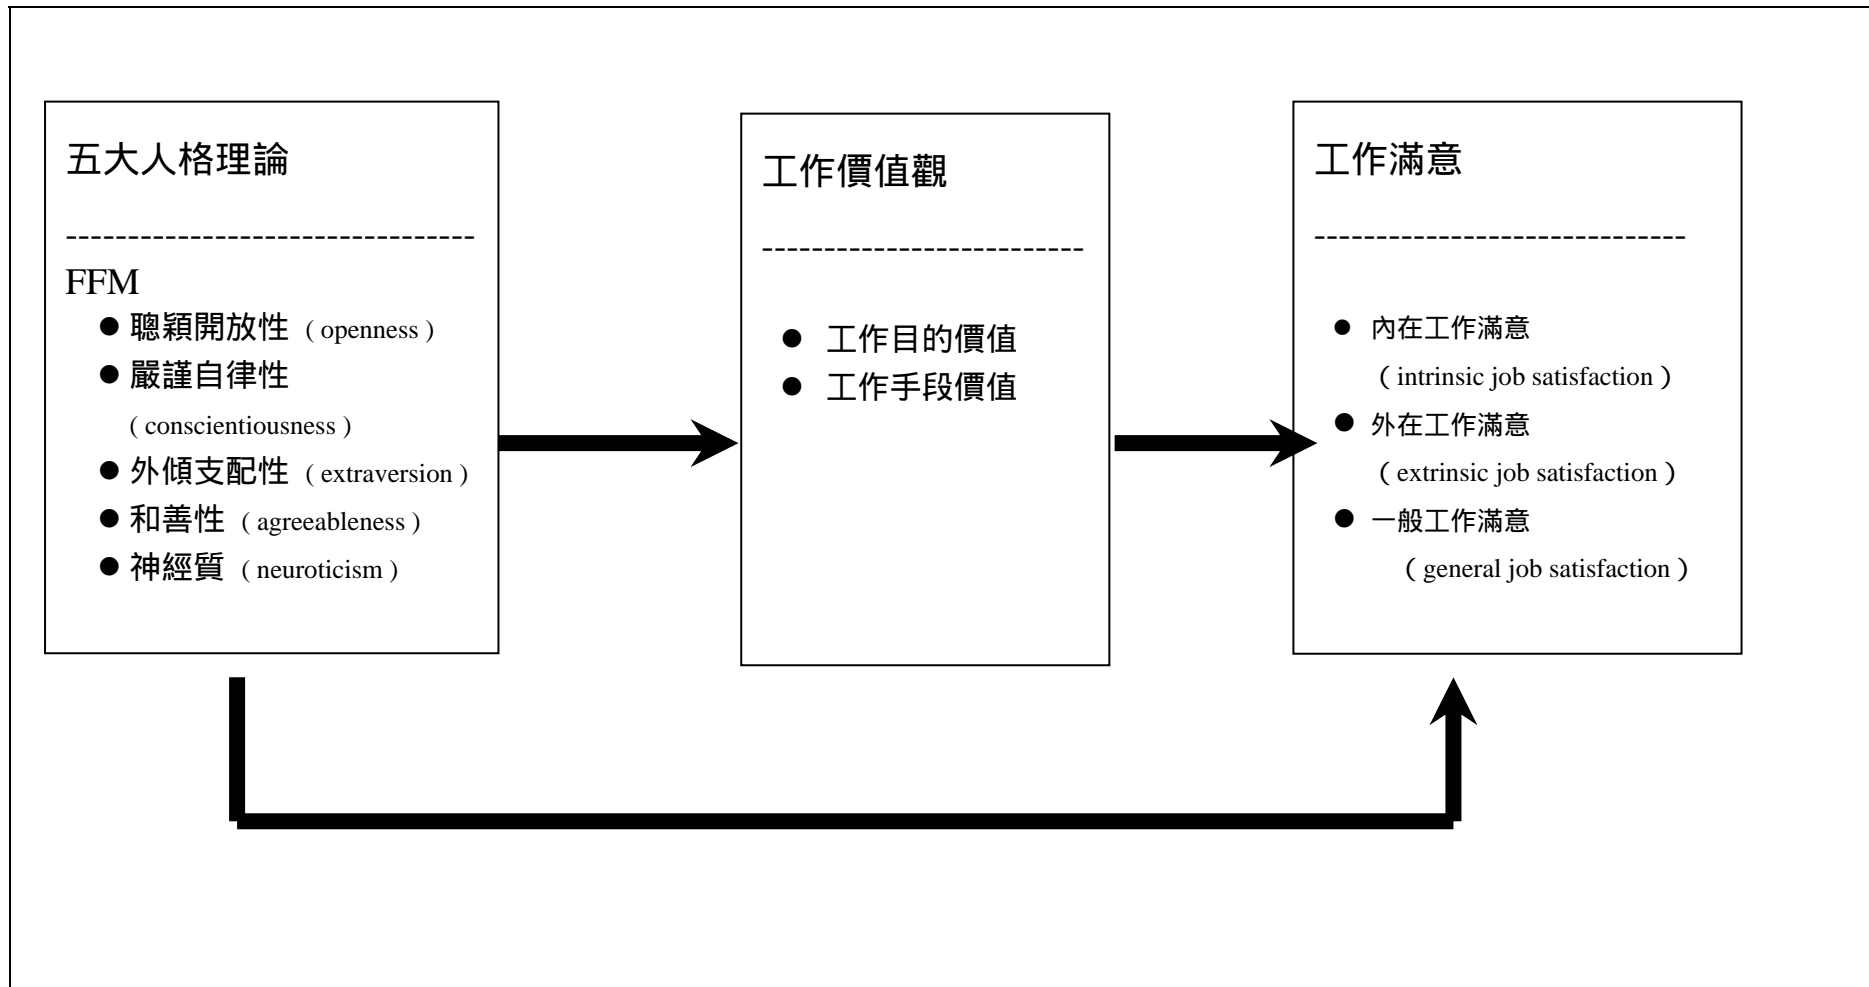 五大人格理論
---------------------------------
FFM
● 聰穎開放性 ( openness )
● 嚴謹自律性
( conscientiousness )
● 外傾支配性 ( extraversion )
● 和善性 ( agreeableness )
● 神經質 ( neuroticism )
工作價值觀
--------------------------
● 工作目的價值
● 工作手段價值
工作滿意
------------------------------
● 內在工作滿意
( intrinsic job satisfaction )
● 外在工作滿意
( extrinsic job satisfaction )
● 一般工作滿意
( general job satisfaction )